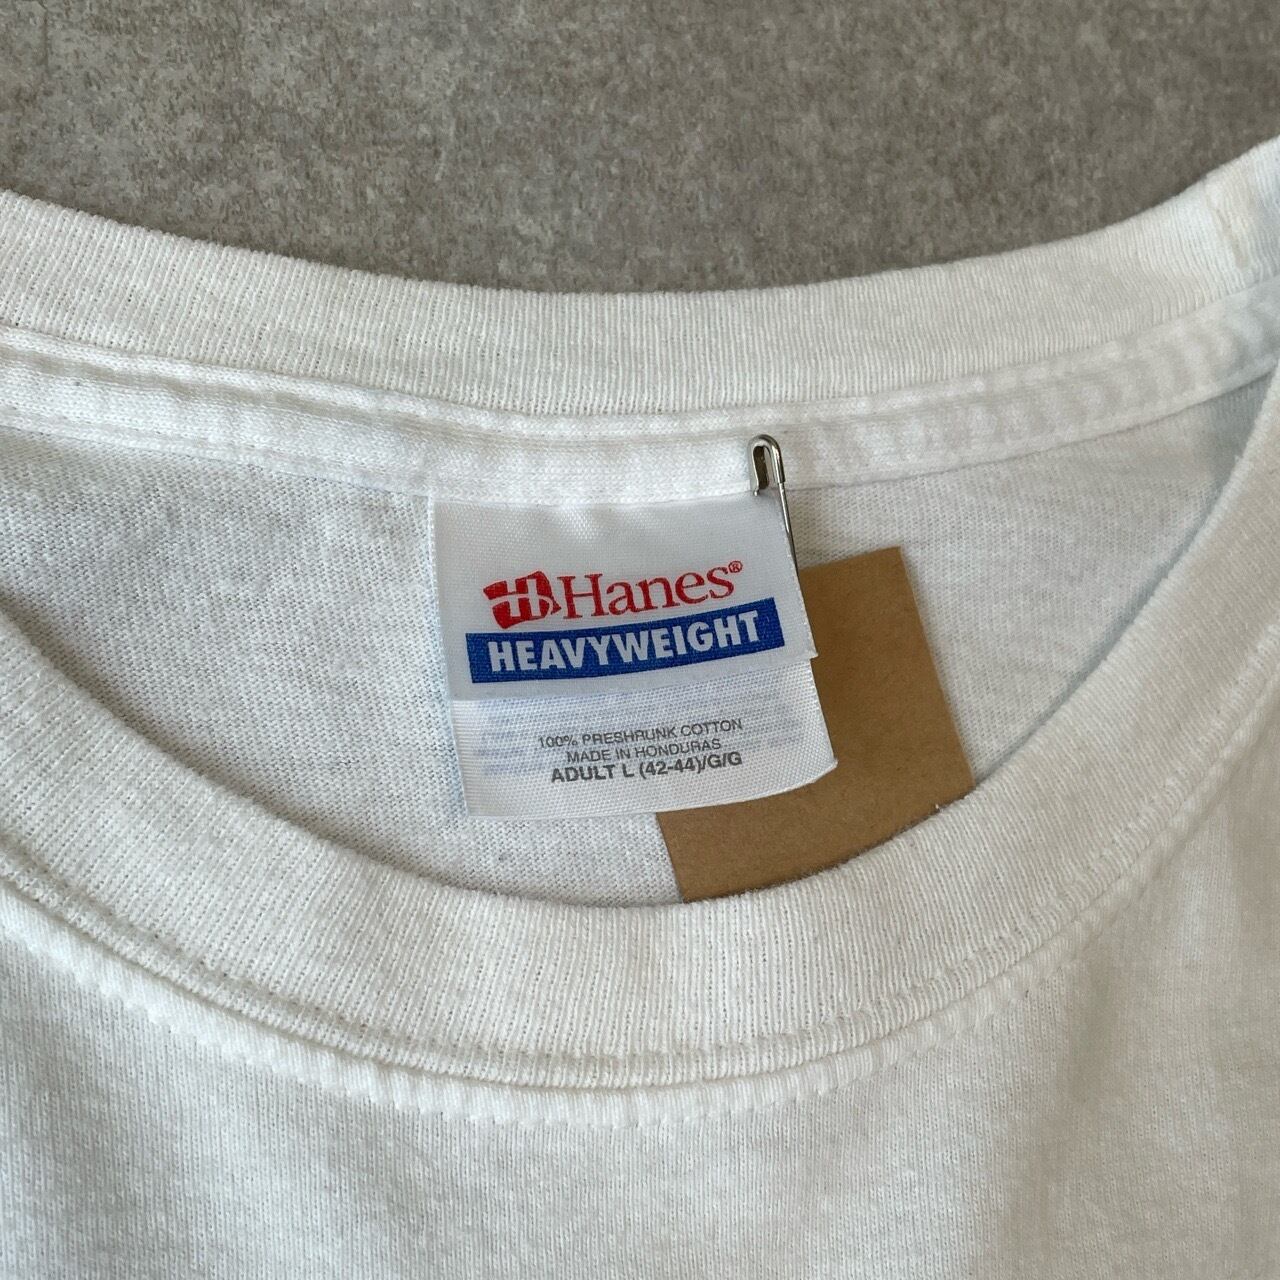 Hanes®
HEAVYWEIGHT
100% PRESHRUNK COTTON
MADE IN HONDURAS
ADULT L (42-44)/G/G